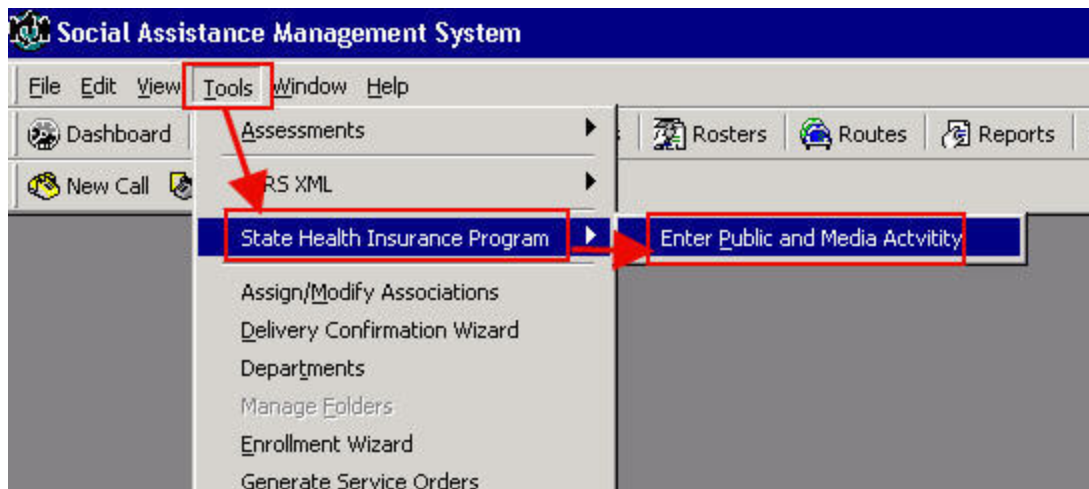 Social Assistance Management System
File Edit View Tools Window Help
Dashboard Rosters Routes Reports
New Call
Assessments
RS XML
State Health Insurance Program
Enter Public and Media Actvitity
Assign/Modify Associations
Delivery Confirmation Wizard
Departments
Manage Folders
Enrollment Wizard
Generate Service Orders